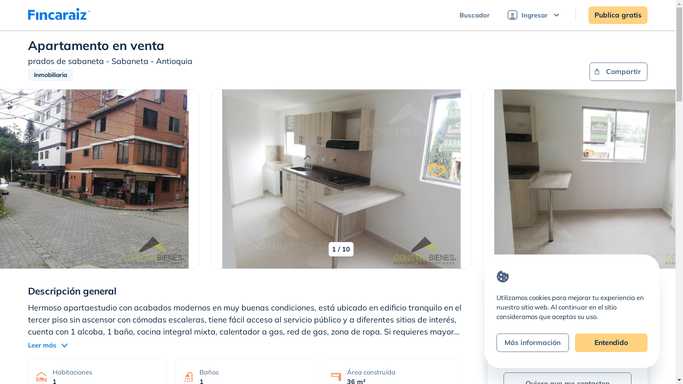 Fincaraiz
Buscador
Ingresar
Publica gratis
Apartamento en venta
prados de sabaneta - Sabaneta - Antioquia
Inmobiliaria
Compartir
1 / 10
Descripción general
Hermoso apartaestudio con acabados modernos en muy buenas condiciones, está ubicado en edificio tranquilo en el
tercer piso sin ascensor con cómodas escaleras, tiene fácil acceso al servicio público y a diferentes sitios de interés,
cuenta con 1 alcoba, 1 baño, cocina integral mixta, calentador a gas, red de gas, zona de ropa. Si requieres mayor...
Leer más
Habitaciones
1
Baños
1
Área construida
36 m²
Utilizamos cookies para mejorar tu experiencia en
nuestro sitio web. Al continuar en el sitio
consideramos que aceptas su uso.
Más información
Entendido
Quiero que me contacten